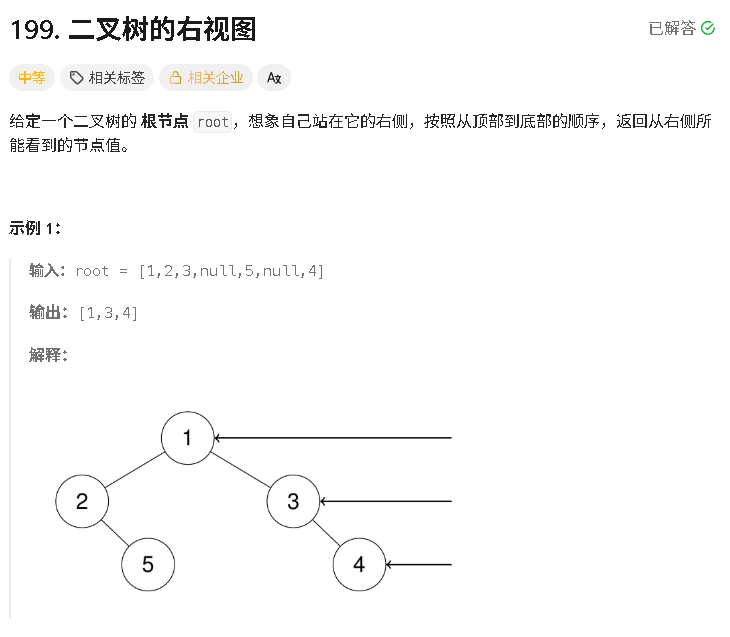 199. 二叉树的右视图
已解答
中等 相关标签 相关企业
给定一个二叉树的 根节点 root，想象自己站在它的右侧，按照从顶部到底部的顺序，返回从右侧所
能看到的节点值。
示例 1：
输入：root = [1,2,3,null,5,null,4]
输出：[1,3,4]
解释：
1
2 3
5 4